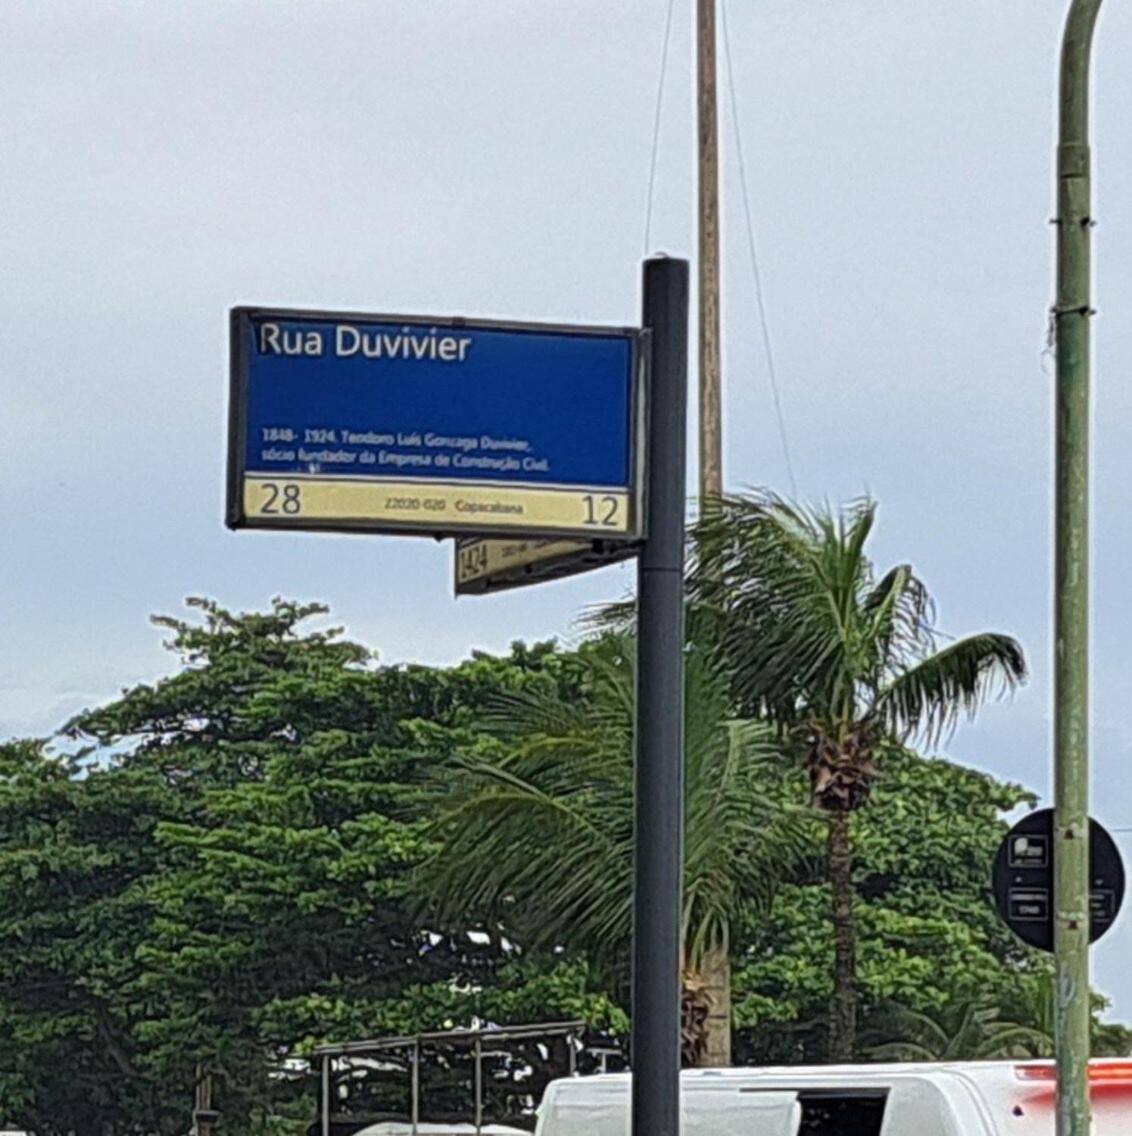 Rua Duvivier
1848- 1924. Teodoro Luís Gonzaga Duvivier,
sócio fundador da Empresa de Construção Civil.
28 22020-020 Copacabana 12
1424